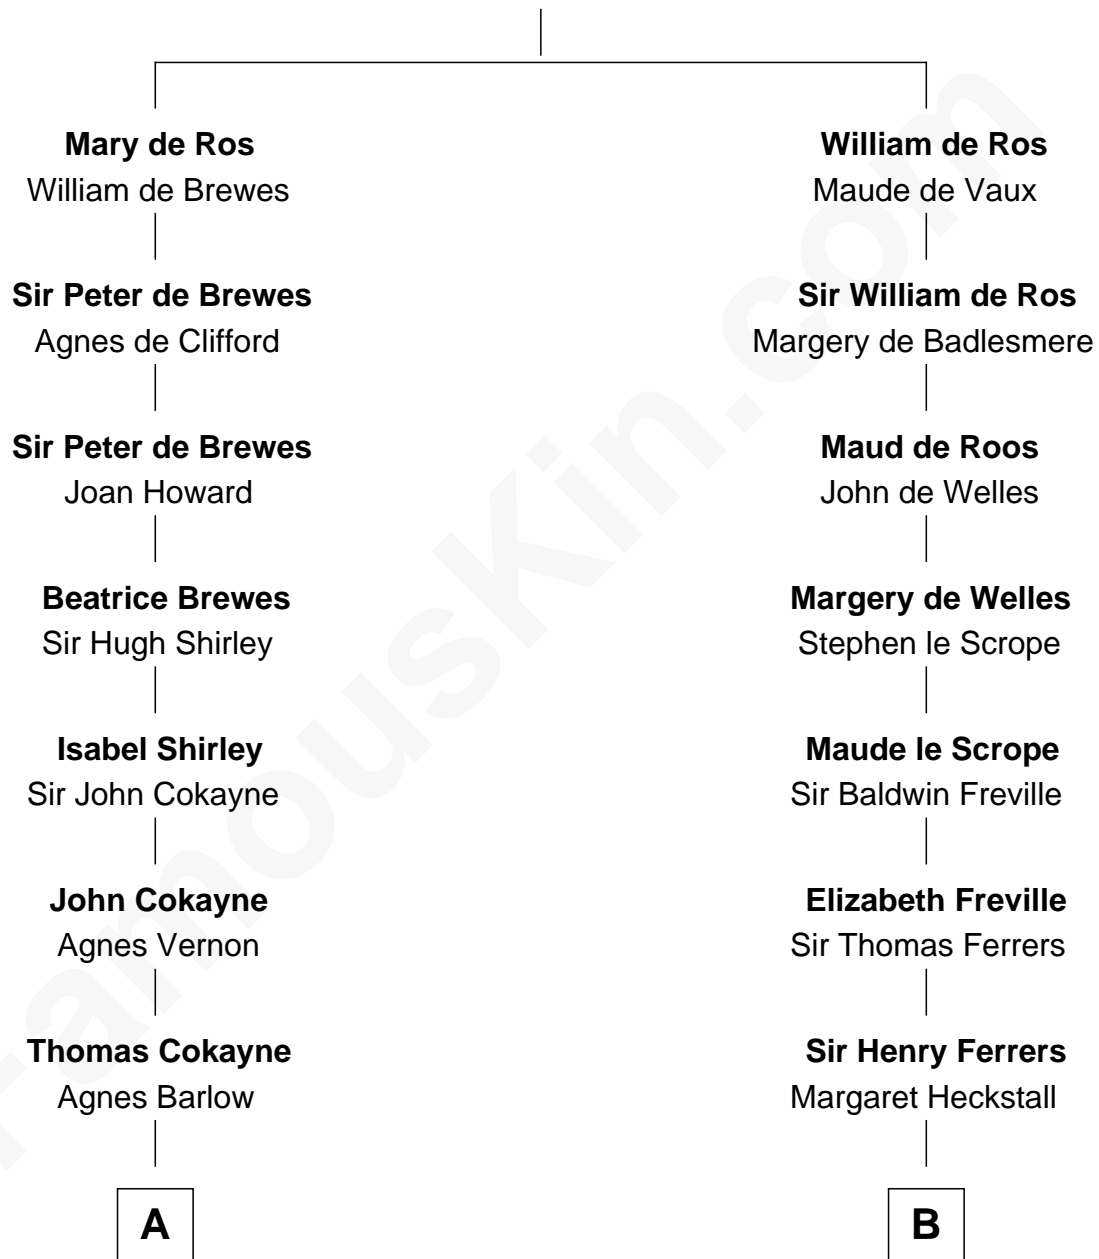 Mary de Ros
William de Brewes
Sir Peter de Brewes
Agnes de Clifford
Sir Peter de Brewes
Joan Howard
Beatrice Brewes
Sir Hugh Shirley
Isabel Shirley
Sir John Cokayne
John Cokayne
Agnes Vernon
Thomas Cokayne
Agnes Barlow
A
William de Ros
Maude de Vaux
Sir William de Ros
Margery de Badlesmere
Maud de Roos
John de Welles
Margery de Welles
Stephen le Scrope
Maude le Scrope
Sir Baldwin Freville
Elizabeth Freville
Sir Thomas Ferrers
Sir Henry Ferrers
Margaret Heckstall
B
FamousKin.com